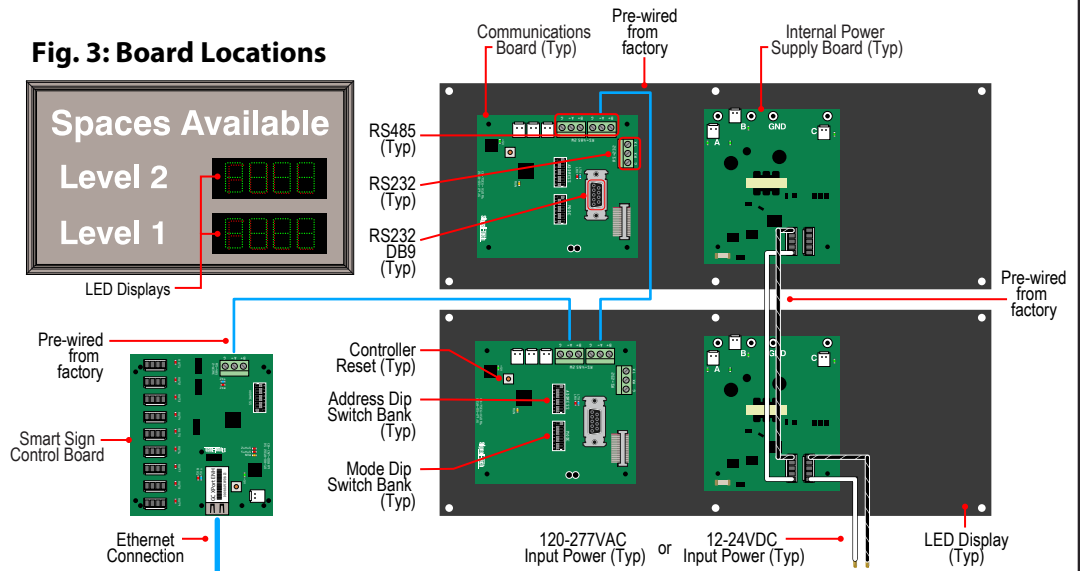 Fig. 3: Board Locations
Spaces Available
Level 2
Level 1
LED Displays
Communications
Board (Typ)
Pre-wired
from
factory
Internal Power
Supply Board (Typ)
RS485
(Typ)
RS232
(Typ)
RS232
DB9
(Typ)
A
B
GND
C
Pre-wired
from
factory
Pre-wired
from
factory
Smart Sign
Control Board
Ethernet
Connection
Controller
Reset (Typ)
Address Dip
Switch Bank
(Typ)
Mode Dip
Switch Bank
(Typ)
A
B
GND
C
120-277VAC
Input Power (Typ)
or
12-24VDC
Input Power (Typ)
LED Display
(Typ)